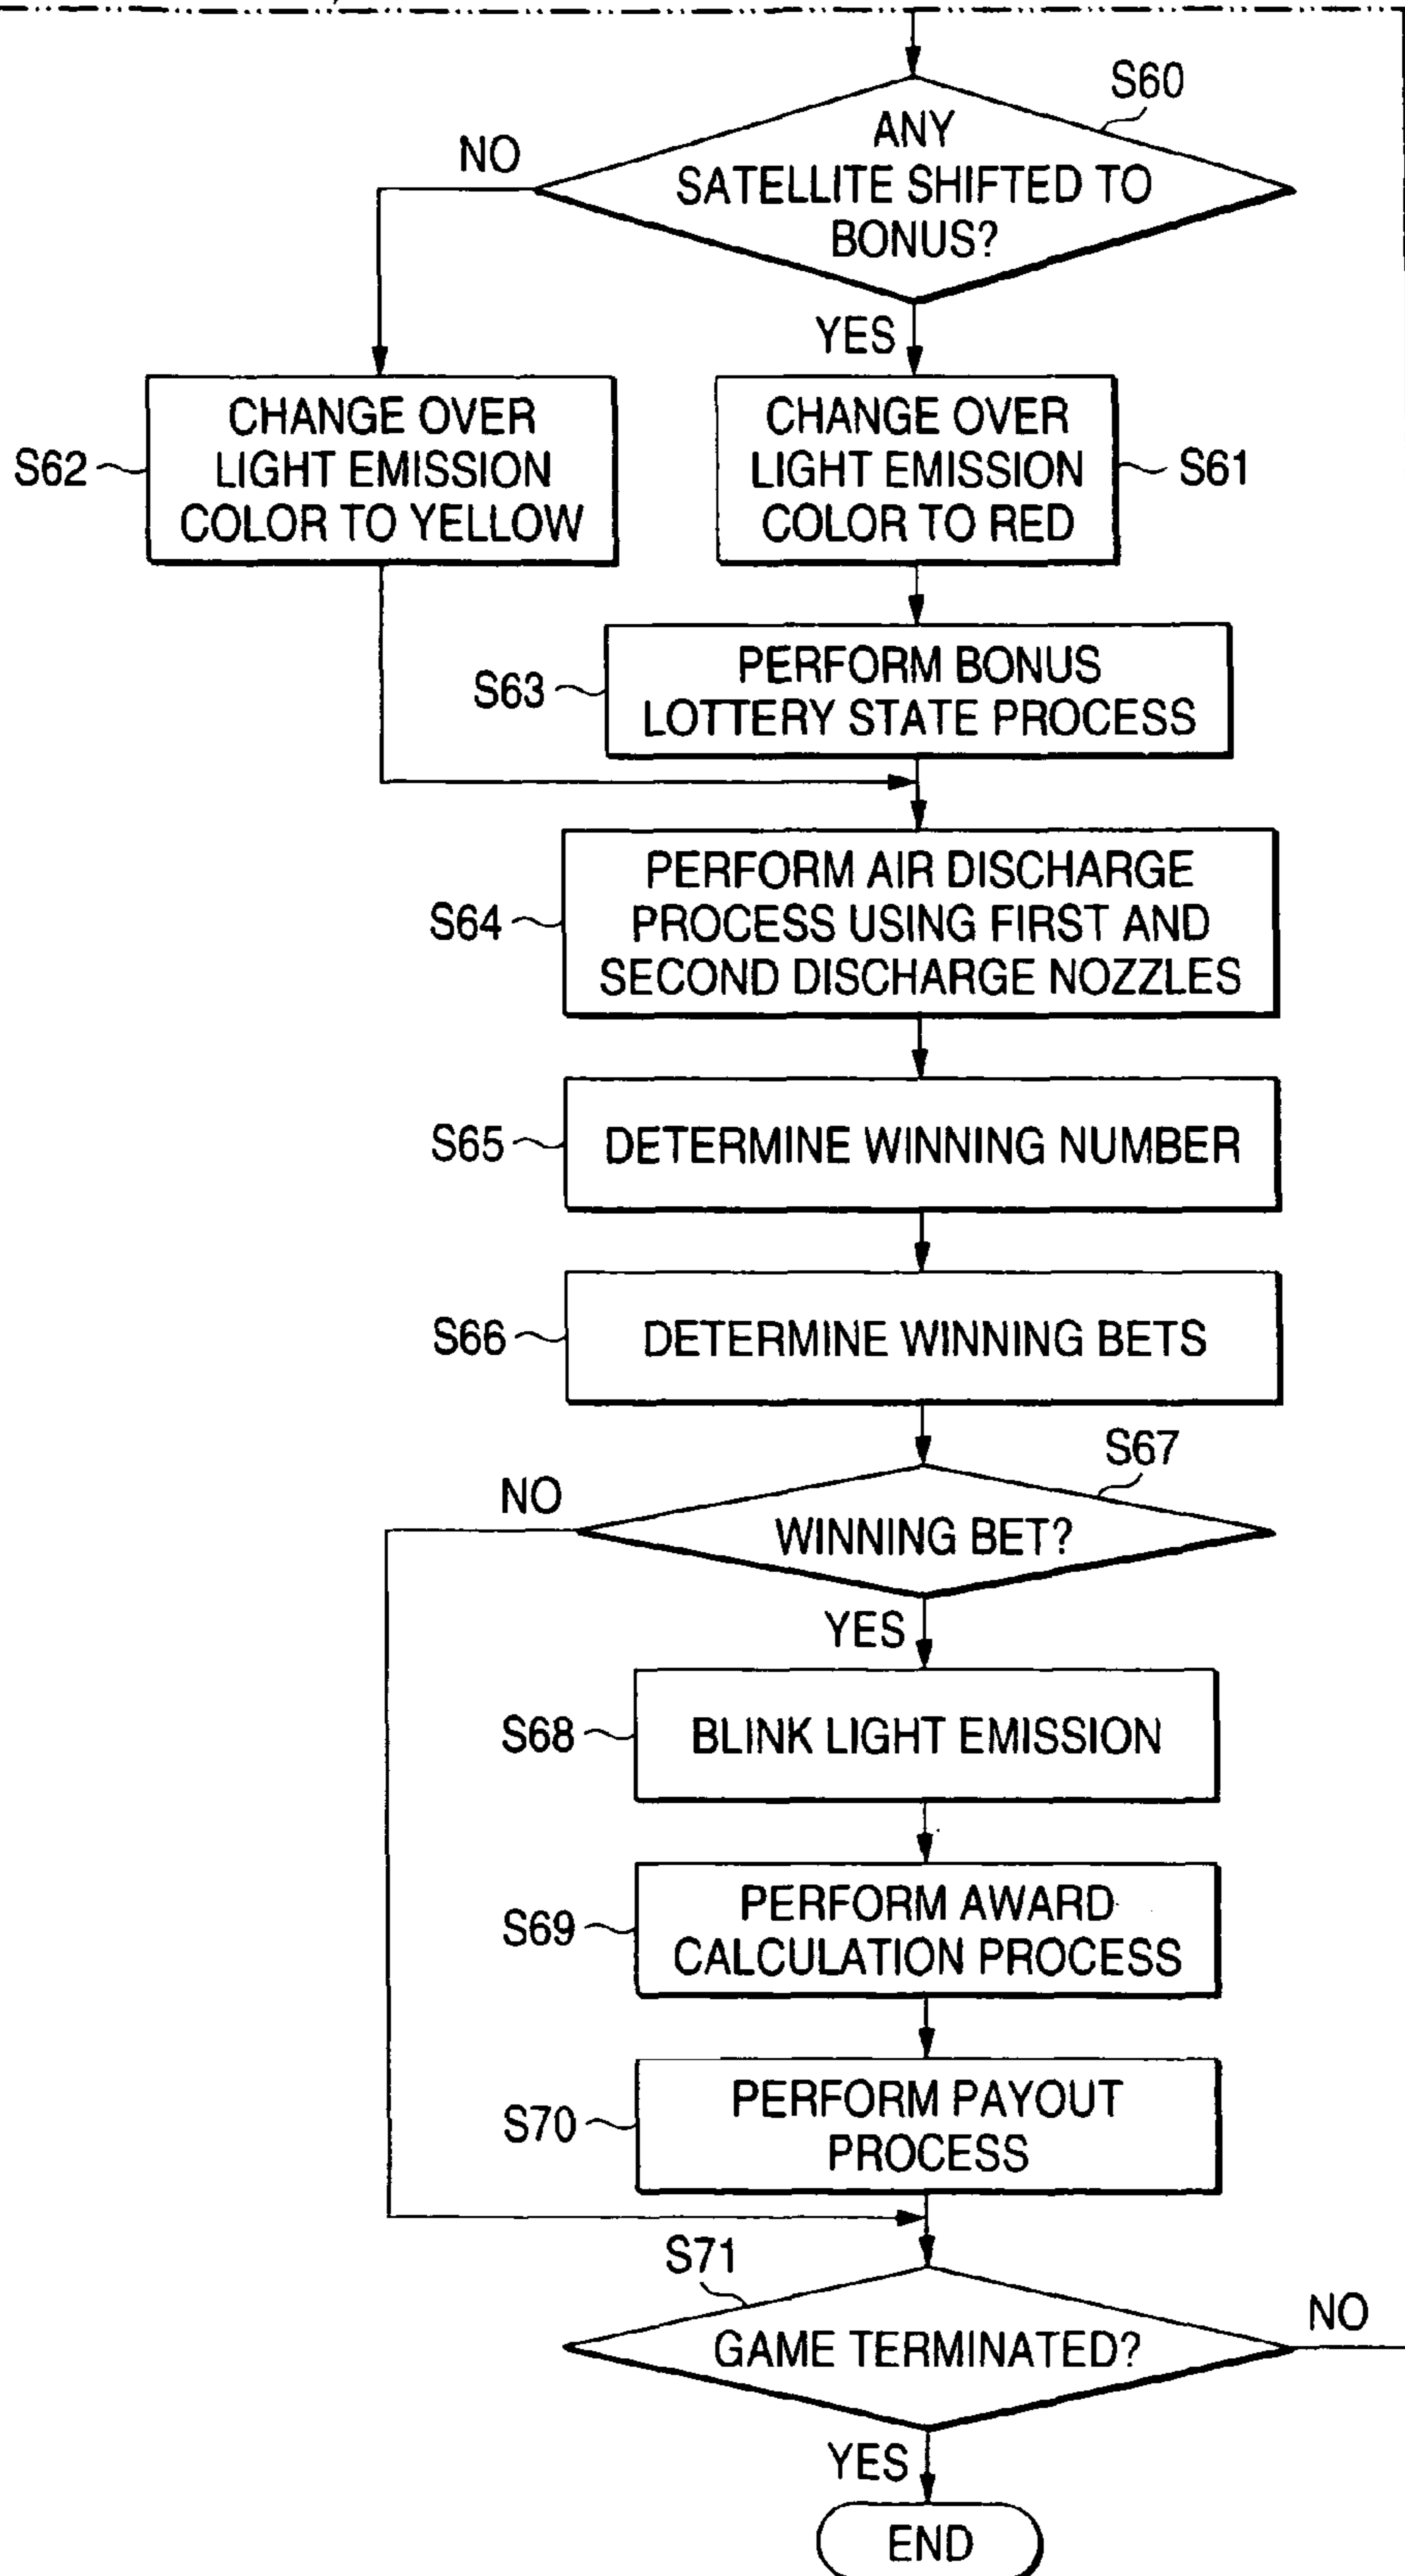 S60
ANY
SATELLITE SHIFTED TO
BONUS?
NO
YES
S62
CHANGE OVER
LIGHT EMISSION
COLOR TO YELLOW
CHANGE OVER
LIGHT EMISSION
COLOR TO RED
S61
S63
PERFORM BONUS
LOTTERY STATE PROCESS
S64
PERFORM AIR DISCHARGE
PROCESS USING FIRST AND
SECOND DISCHARGE NOZZLES
S65
DETERMINE WINNING NUMBER
S66
DETERMINE WINNING BETS
S67
NO
WINNING BET?
YES
S68
BLINK LIGHT EMISSION
S69
PERFORM AWARD
CALCULATION PROCESS
S70
PERFORM PAYOUT
PROCESS
S71
GAME TERMINATED?
NO
YES
END